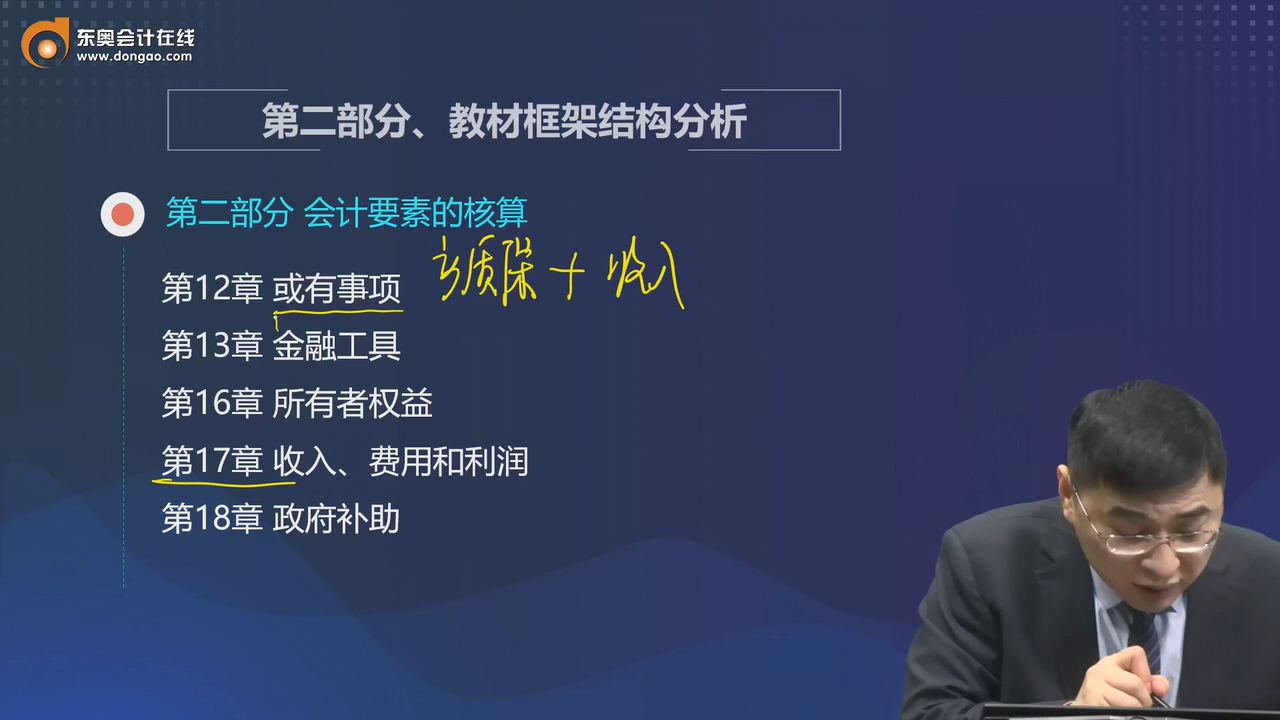 东奥会计在线
www.dongao.com
第二部分、教材框架结构分析
第二部分 会计要素的核算
质保 + 收入
第12章 或有事项
第13章 金融工具
第16章 所有者权益
第17章 收入、费用和利润
第18章 政府补助